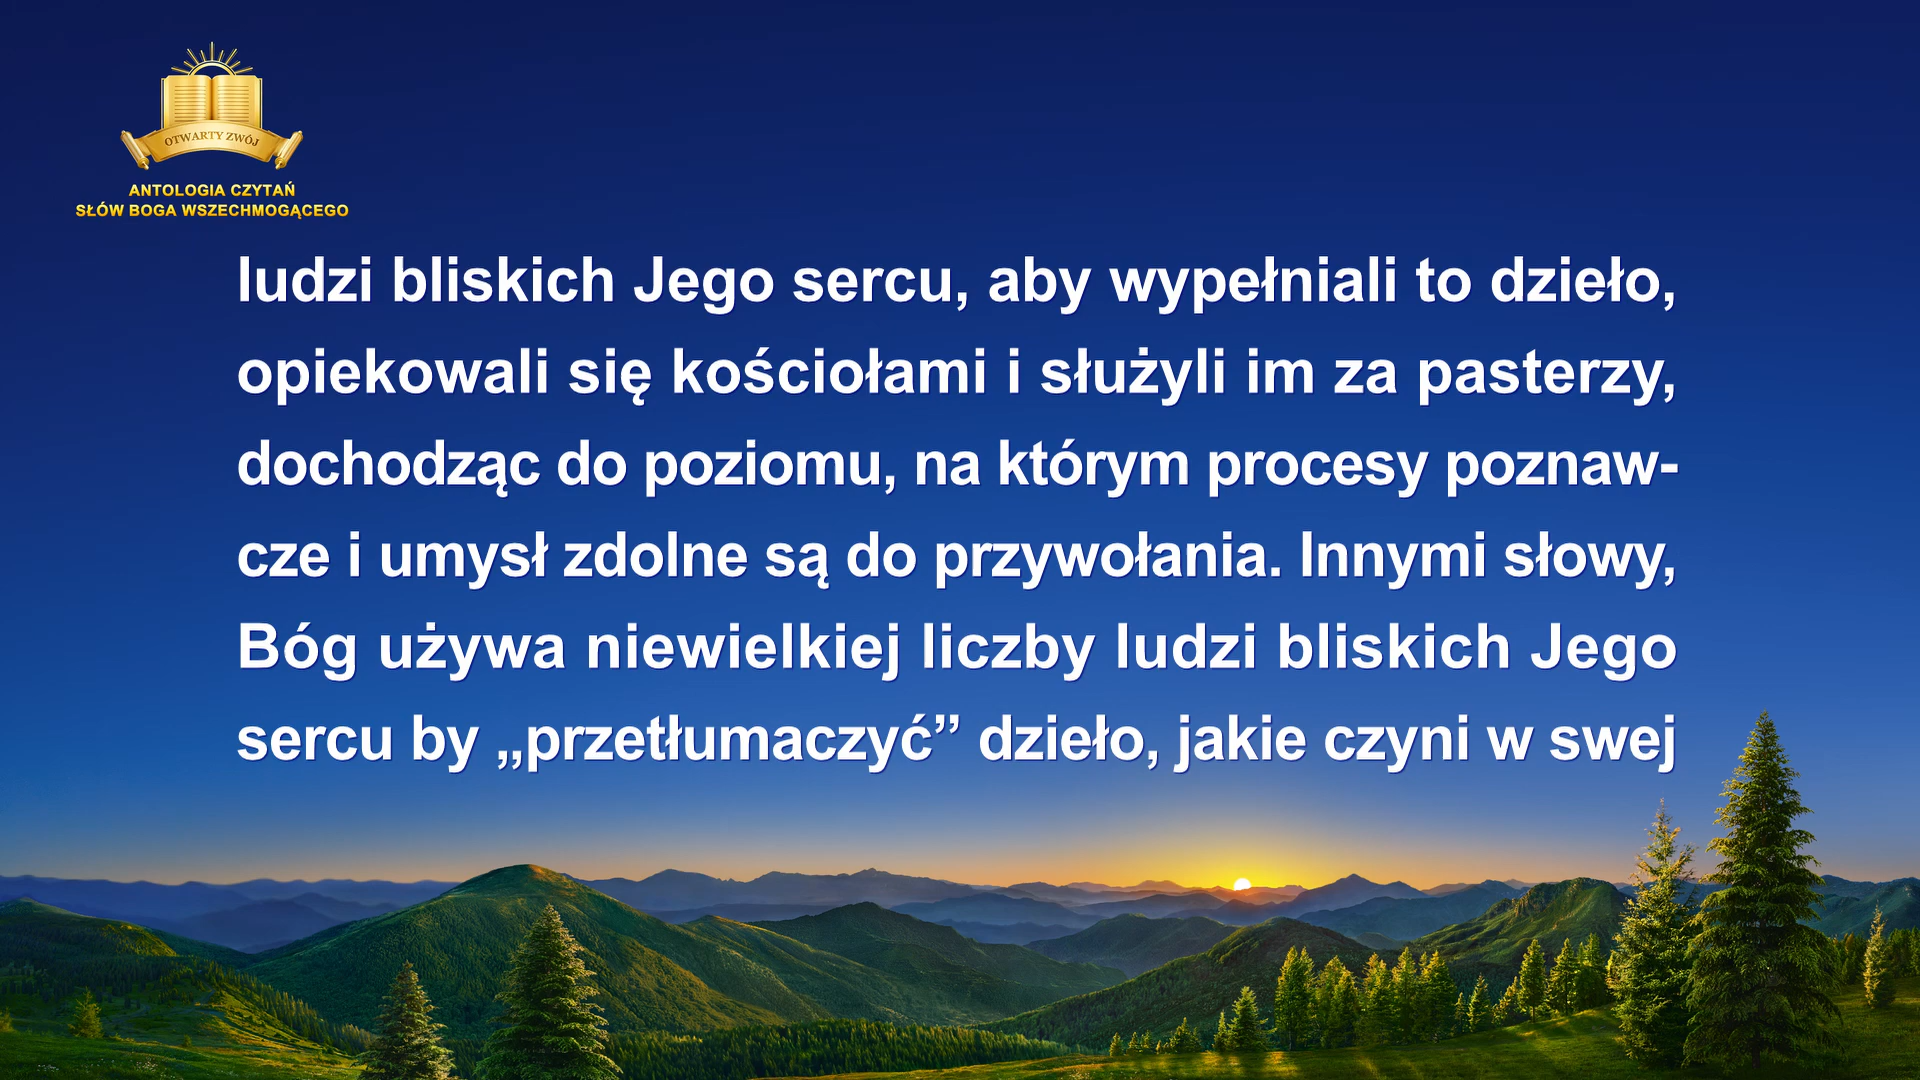 OTWARTY ZWÓJ
ANTOLOGIA CZYTAŃ
SŁÓW BOGA WSZECHMOGĄCEGO
ludzi bliskich Jego sercu, aby wypełniali to dzieło,
opiekowali się kościołami i służyli im za pasterzy,
dochodząc do poziomu, na którym procesy poznaw-
cze i umysł zdolne są do przywołania. Innymi słowy,
Bóg używa niewielkiej liczby ludzi bliskich Jego
sercu by „przetłumaczyć” dzieło, jakie czyni w swej